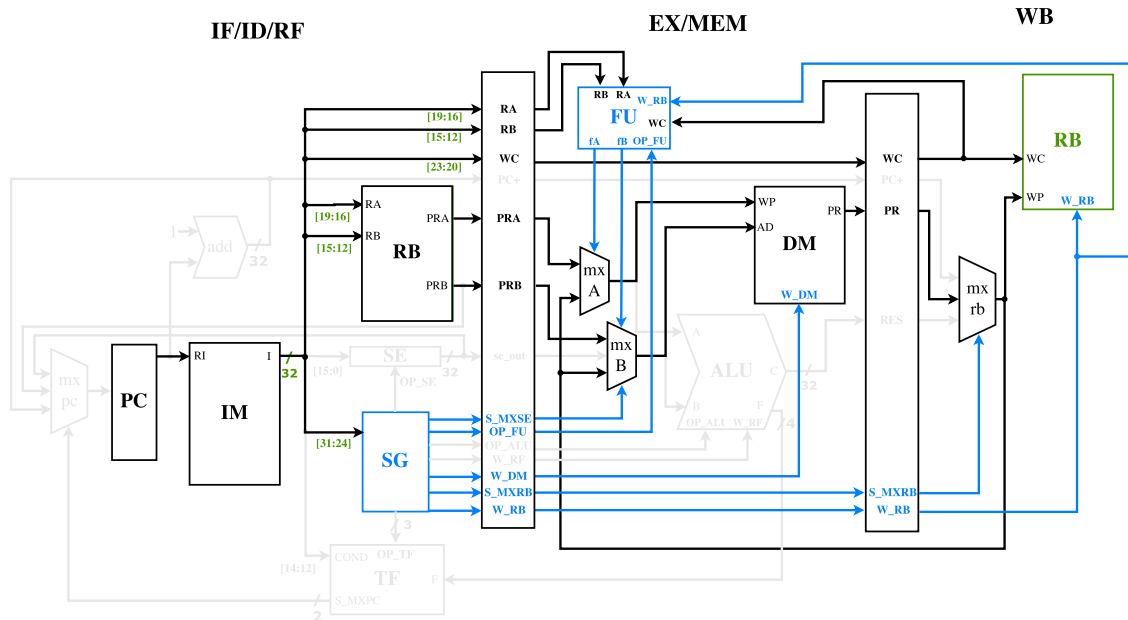 IF/ID/RF
EX/MEM
WB
RB RA
W_RB
FU
WC
fA fB OP_FU
RA
[19:16]
RB
[15:12]
WC
[23:20]
PC+
WC
PC+
PR
RES
RB
WC
WP
W_RB
RA
[19:16]
RB
[15:12]
RB
PRA
PRB
PRA
PRB
1
add
32
mx
A
mx
B
WP
AD
PR
DM
W_DM
mx
rb
mx
pc
PC
RI
I
IM
32
[15:0]
SE
32
OP_SE
se_out
A
B
ALU
C
F
OP_ALU W_RF
32
4
[31:24]
SG
S_MXSE
OP_FU
OP_ALU
W_RF
W_DM
S_MXRB
W_RB
S_MXRB
W_RB
3
[14:12]
COND
OP_TF
TF
F
S_MXPC
2